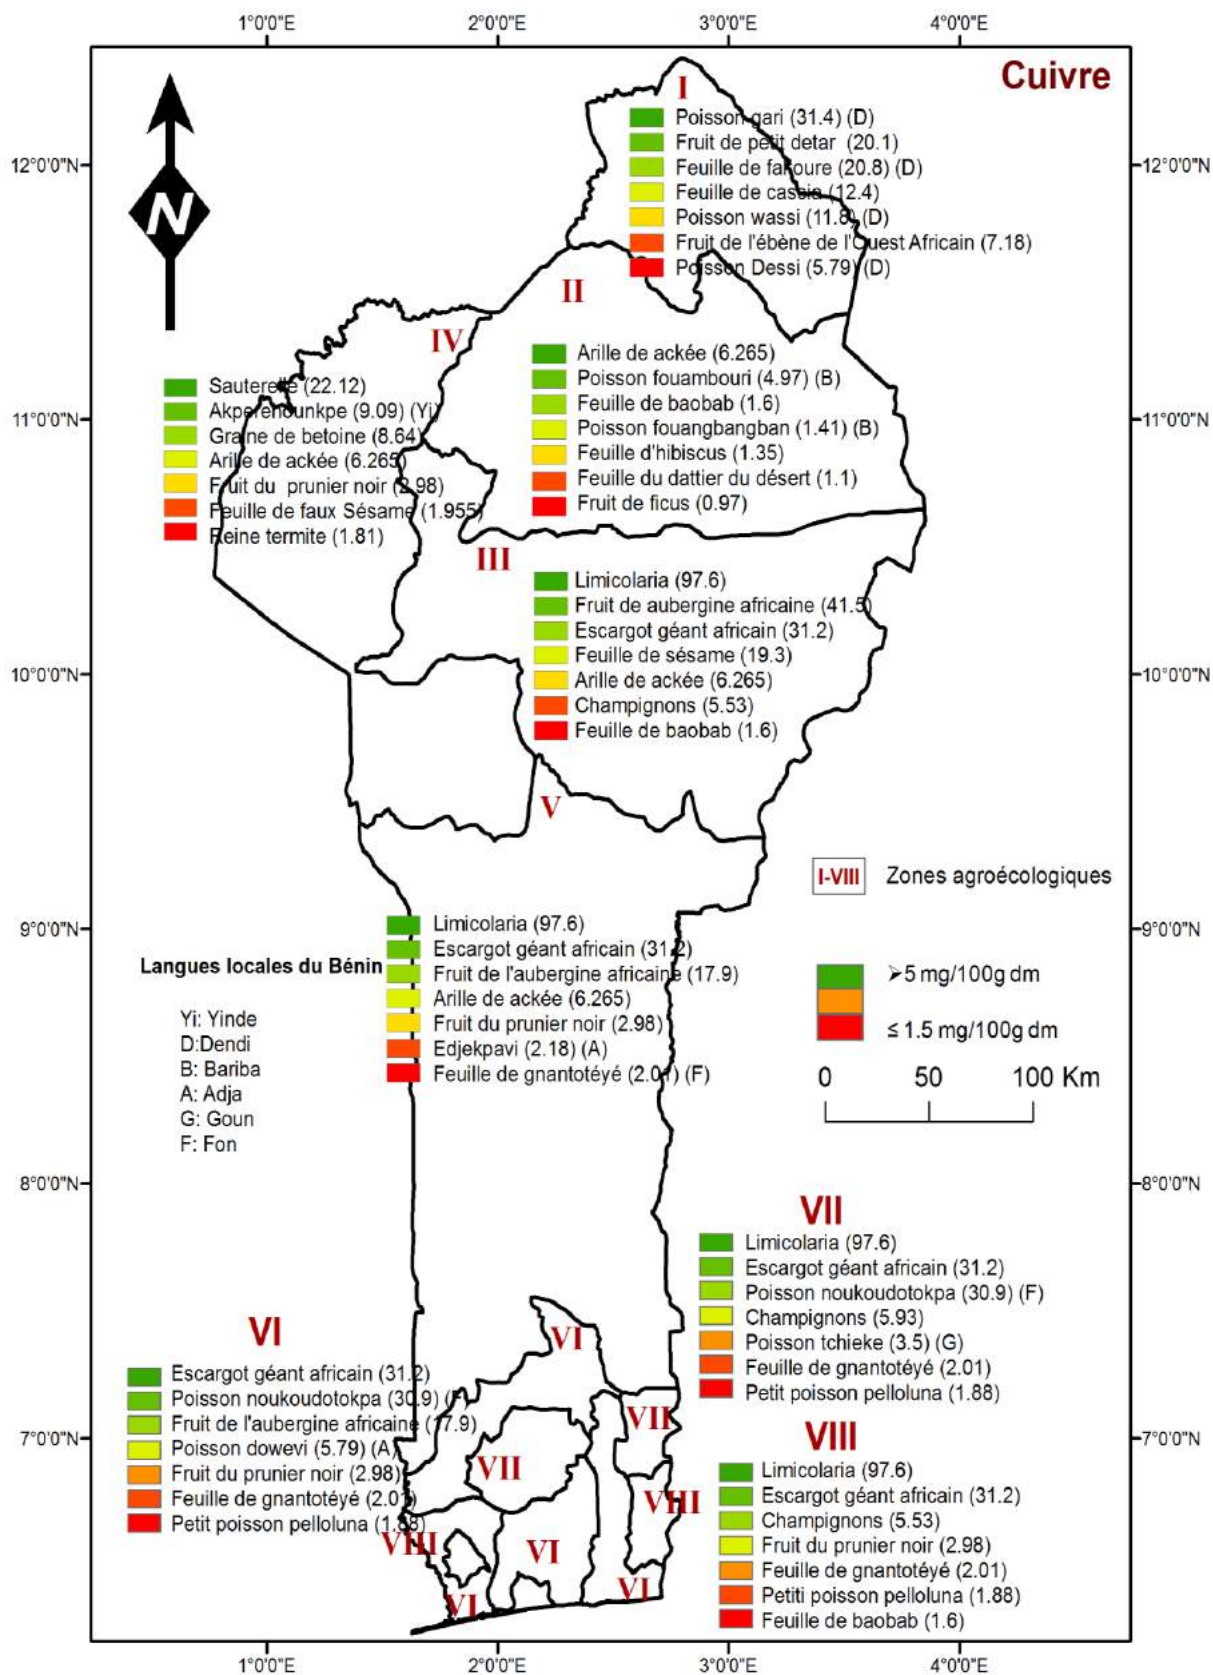 1°0'0"E 2°0'0"E 3°0'0"E 4°0'0"E
Cuivre
N
I
Poisson gari (31.4) (D)
Fruit de petit detar (20.1)
Feuille de fakoure (20.8) (D)
Feuille de cassia (12.4)
Poisson wassi (11.8) (D)
Fruit de l'ébène de l'Ouest Africain (7.18)
Poisson Dessi (5.79) (D)
12°0'0"N 12°0'0"N
II
Arille de ackée (6.265)
Poisson fouambouri (4.97) (B)
Feuille de baobab (1.6)
Poisson fouangbangban (1.41) (B)
Feuille d'hibiscus (1.35)
Feuille du dattier du désert (1.1)
Fruit de ficus (0.97)
IV
Sauterelle (22.12)
Akperehounkpe (9.09) (Yi)
Graine de betoine (8.64)
Arille de ackée (6.265)
Fruit du prunier noir (2.98)
Feuille de faux Sésame (1.955)
Reine termite (1.81)
11°0'0"N 11°0'0"N
III
Limicolaria (97.6)
Fruit de aubergine africaine (41.5)
Escargot géant africain (31.2)
Feuille de sésame (19.3)
Arille de ackée (6.265)
Champignons (5.53)
Feuille de baobab (1.6)
10°0'0"N 10°0'0"N
V
I-VIII Zones agroécologiques
9°0'0"N 9°0'0"N
Limicolaria (97.6)
Escargot géant africain (31.2)
Fruit de l'aubergine africaine (17.9)
Arille de ackée (6.265)
Fruit du prunier noir (2.98)
Edjekpavi (2.18) (A)
Feuille de gnantotéyé (2.01) (F)
Langues locales du Bénin
Yi: Yinde
D:Dendi
B: Bariba
A: Adja
G: Goun
F: Fon
➢5 mg/100g dm
≤ 1.5 mg/100g dm
0 50 100 Km
8°0'0"N 8°0'0"N
VII
Limicolaria (97.6)
Escargot géant africain (31.2)
Poisson noukoudotokpa (30.9) (F)
Champignons (5.93)
Poisson tchieke (3.5) (G)
Feuille de gnantotéyé (2.01)
Petit poisson pelloluna (1.88)
VI
Escargot géant africain (31.2)
Poisson noukoudotokpa (30.9) (F)
Fruit de l'aubergine africaine (17.9)
Poisson dowevi (5.79) (A)
Fruit du prunier noir (2.98)
Feuille de gnantotéyé (2.01)
Petit poisson pelloluna (1.88)
7°0'0"N 7°0'0"N
VIII
Limicolaria (97.6)
Escargot géant africain (31.2)
Champignons (5.53)
Fruit du prunier noir (2.98)
Feuille de gnantotéyé (2.01)
Petiti poisson pelloluna (1.88)
Feuille de baobab (1.6)
VI
VII
VII
VIII
VIII
VI
VI
VI
1°0'0"E 2°0'0"E 3°0'0"E 4°0'0"E